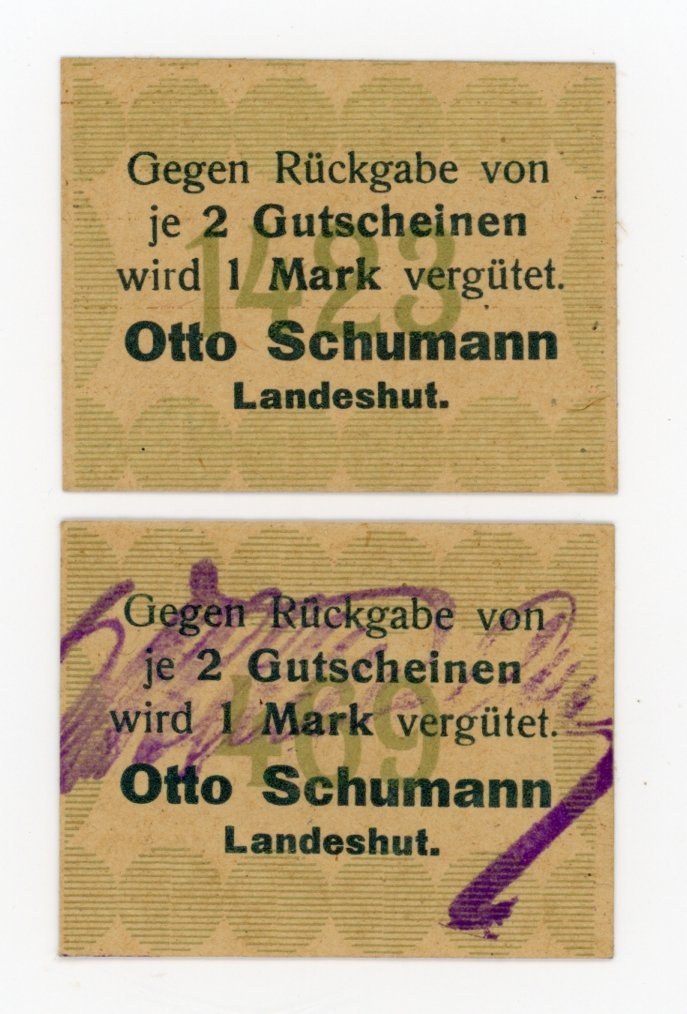 Gegen Rückgabe von
je 2 Gutscheinen
wird 1 Mark vergütet.
1423
Otto Schumann
Landeshut.
Gegen Rückgabe von
je 2 Gutscheinen
wird 1 Mark vergütet.
469
Otto Schumann
Landeshut.